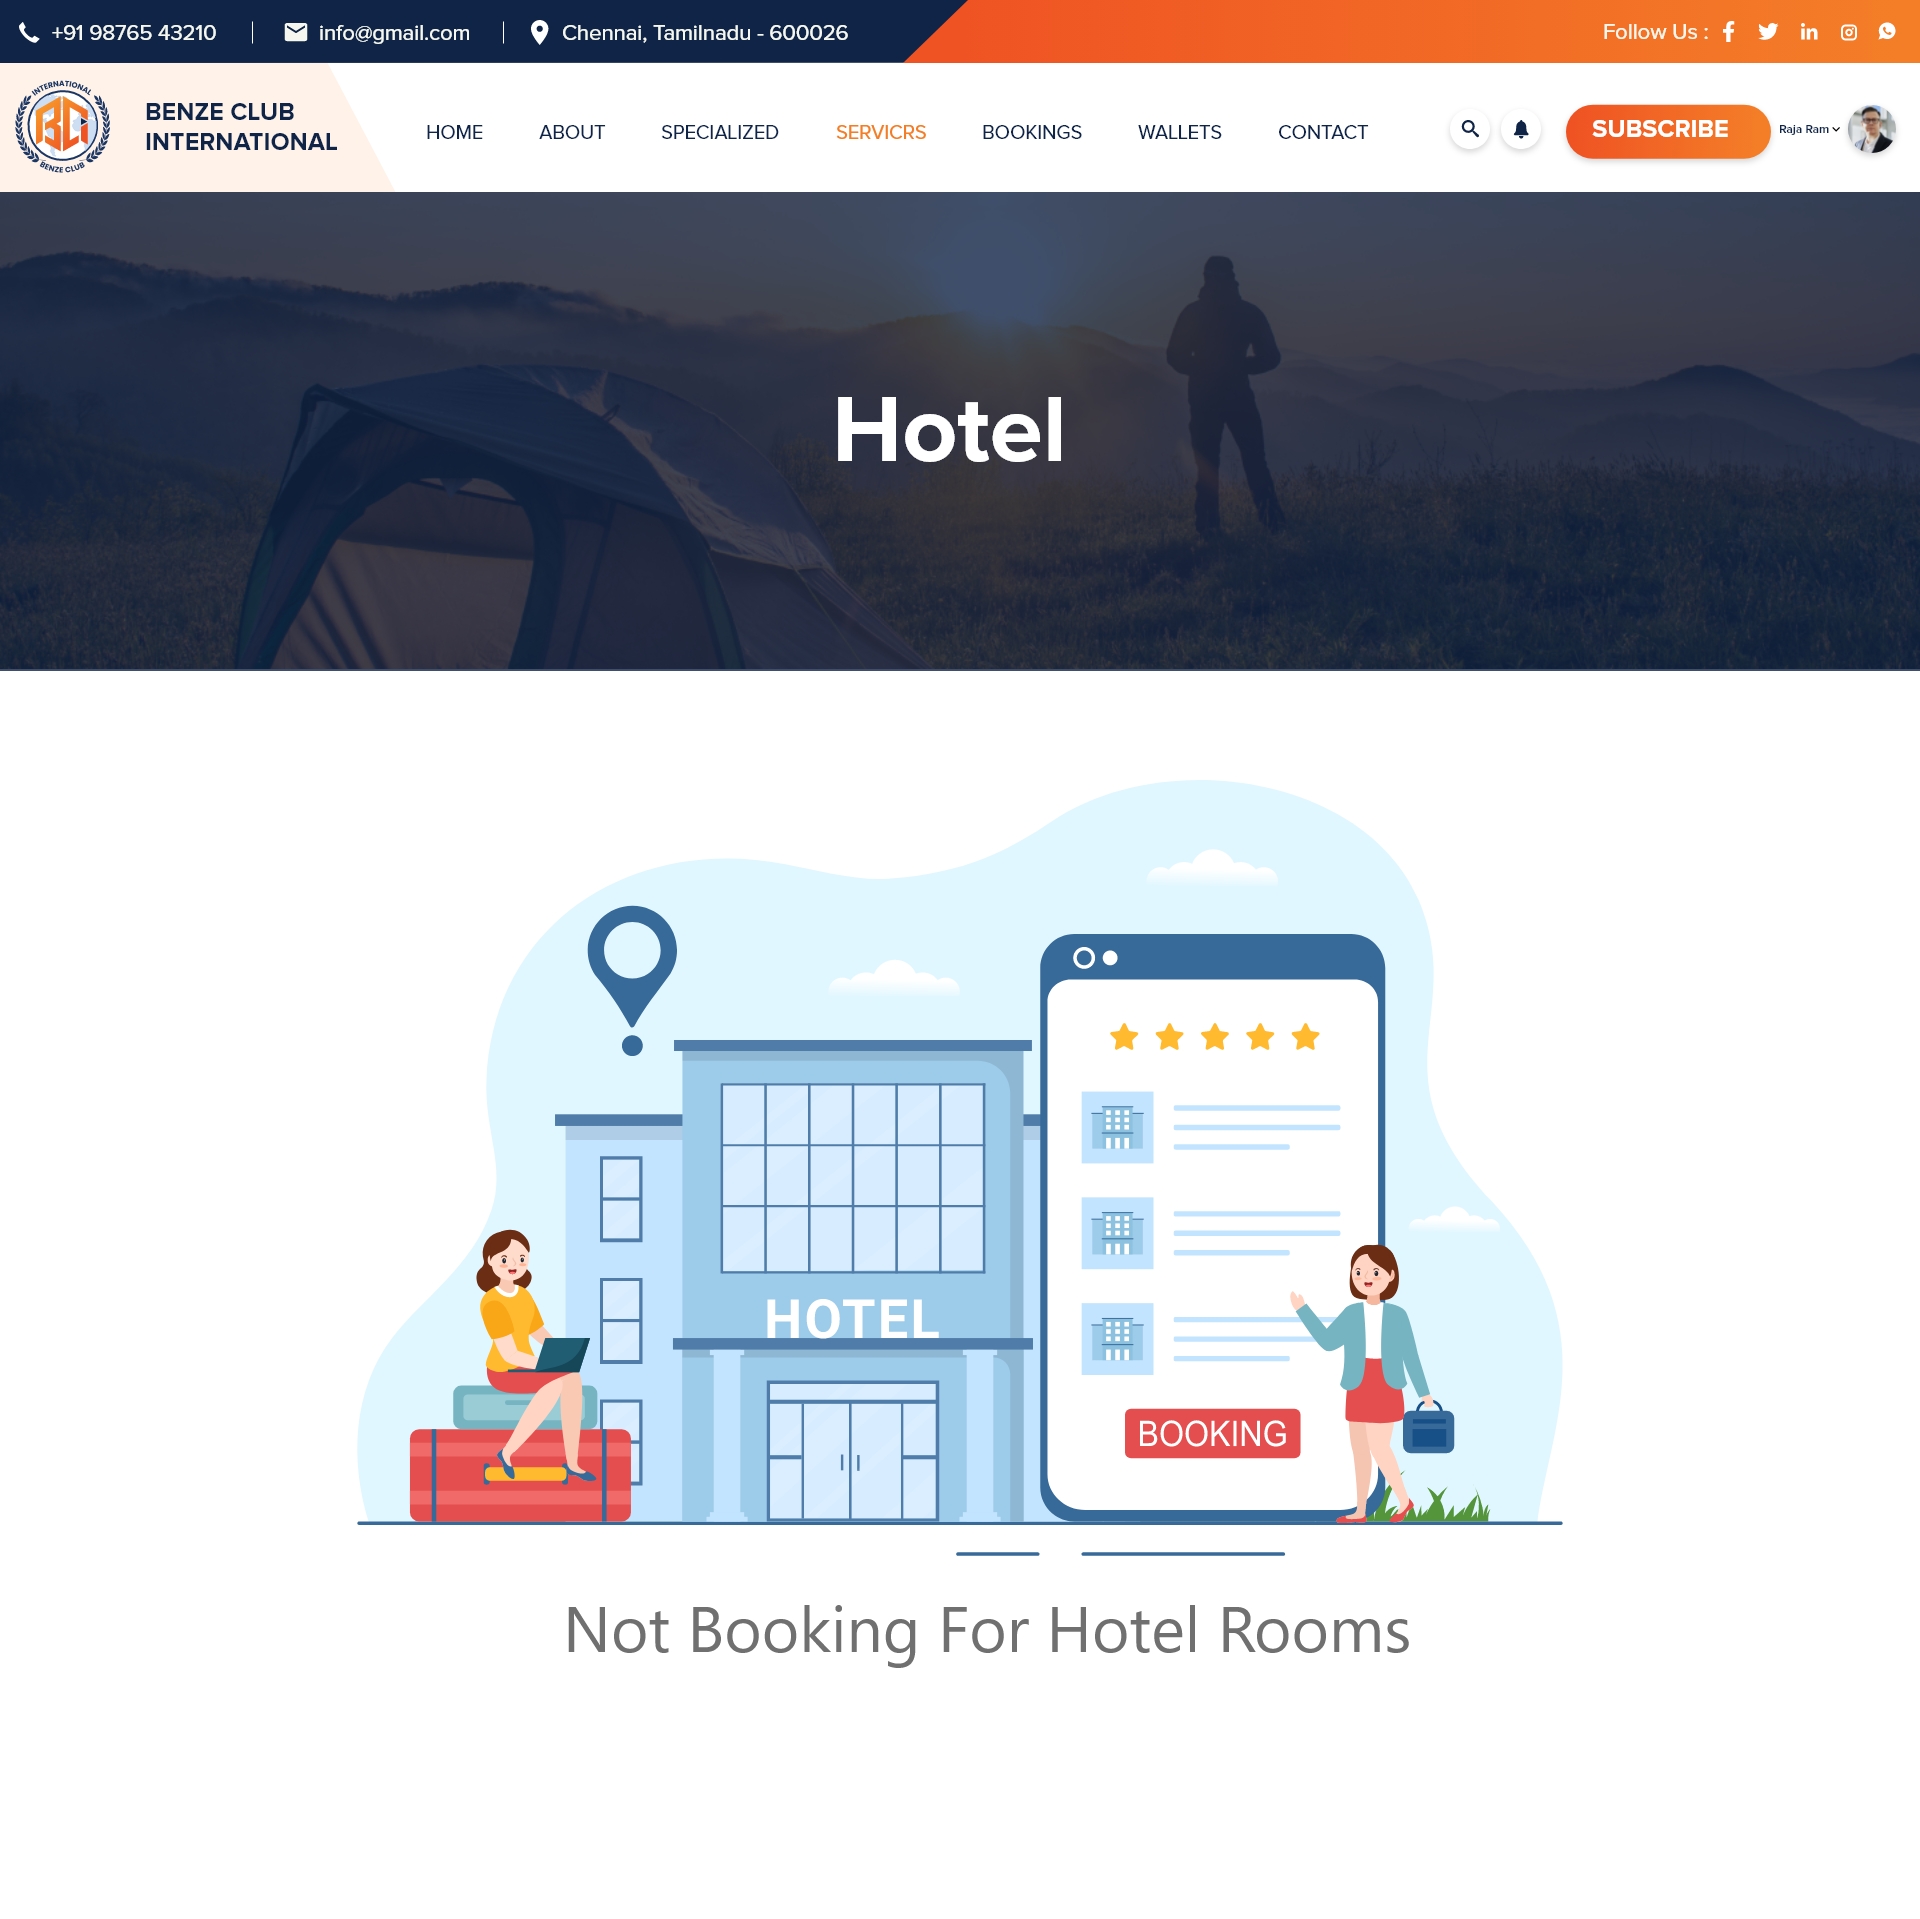 +91 98765 43210
info@gmail.com
Chennai, Tamilnadu - 600026
Follow Us :
INTERNATIONAL
BCI
BENZE CLUB
BENZE CLUB
INTERNATIONAL
HOME
ABOUT
SPECIALIZED
SERVICRS
BOOKINGS
WALLETS
CONTACT
SUBSCRIBE
Raja Ram
Hotel
HOTEL
BOOKING
Not Booking For Hotel Rooms